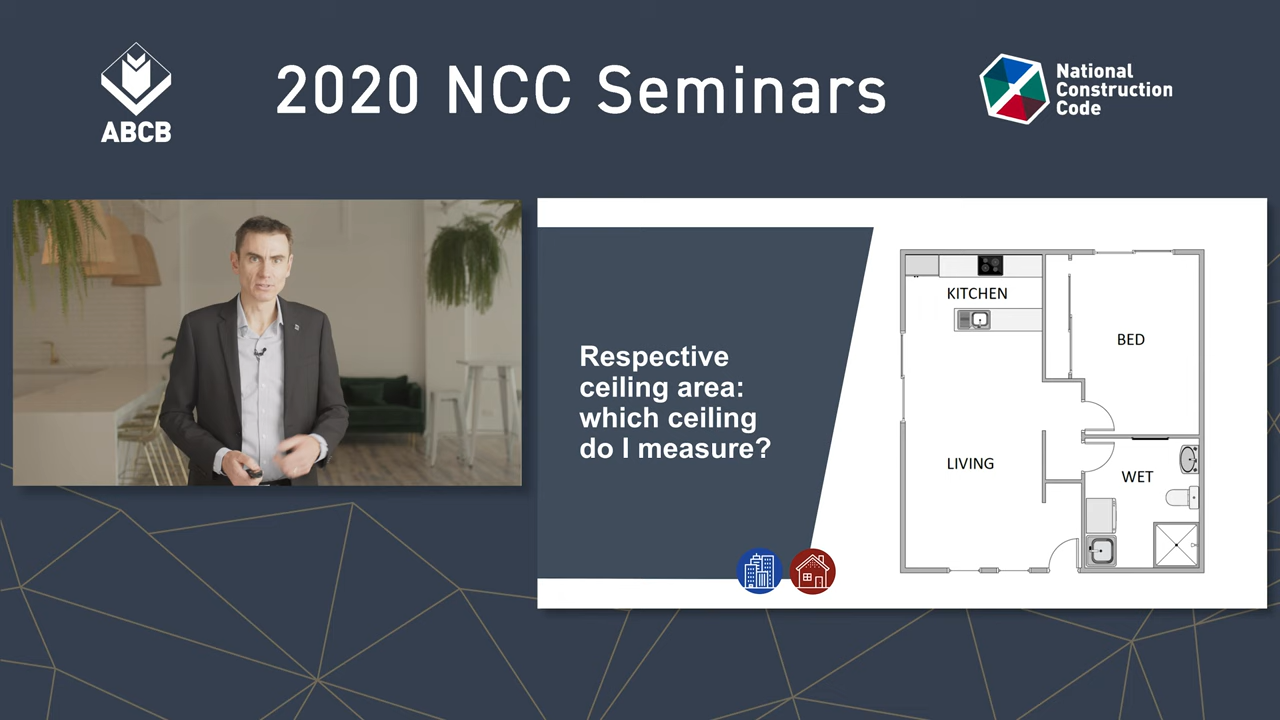 ABCB
2020 NCC Seminars
National
Construction
Code
Respective
ceiling area:
which ceiling
do I measure?
KITCHEN
BED
LIVING
WET